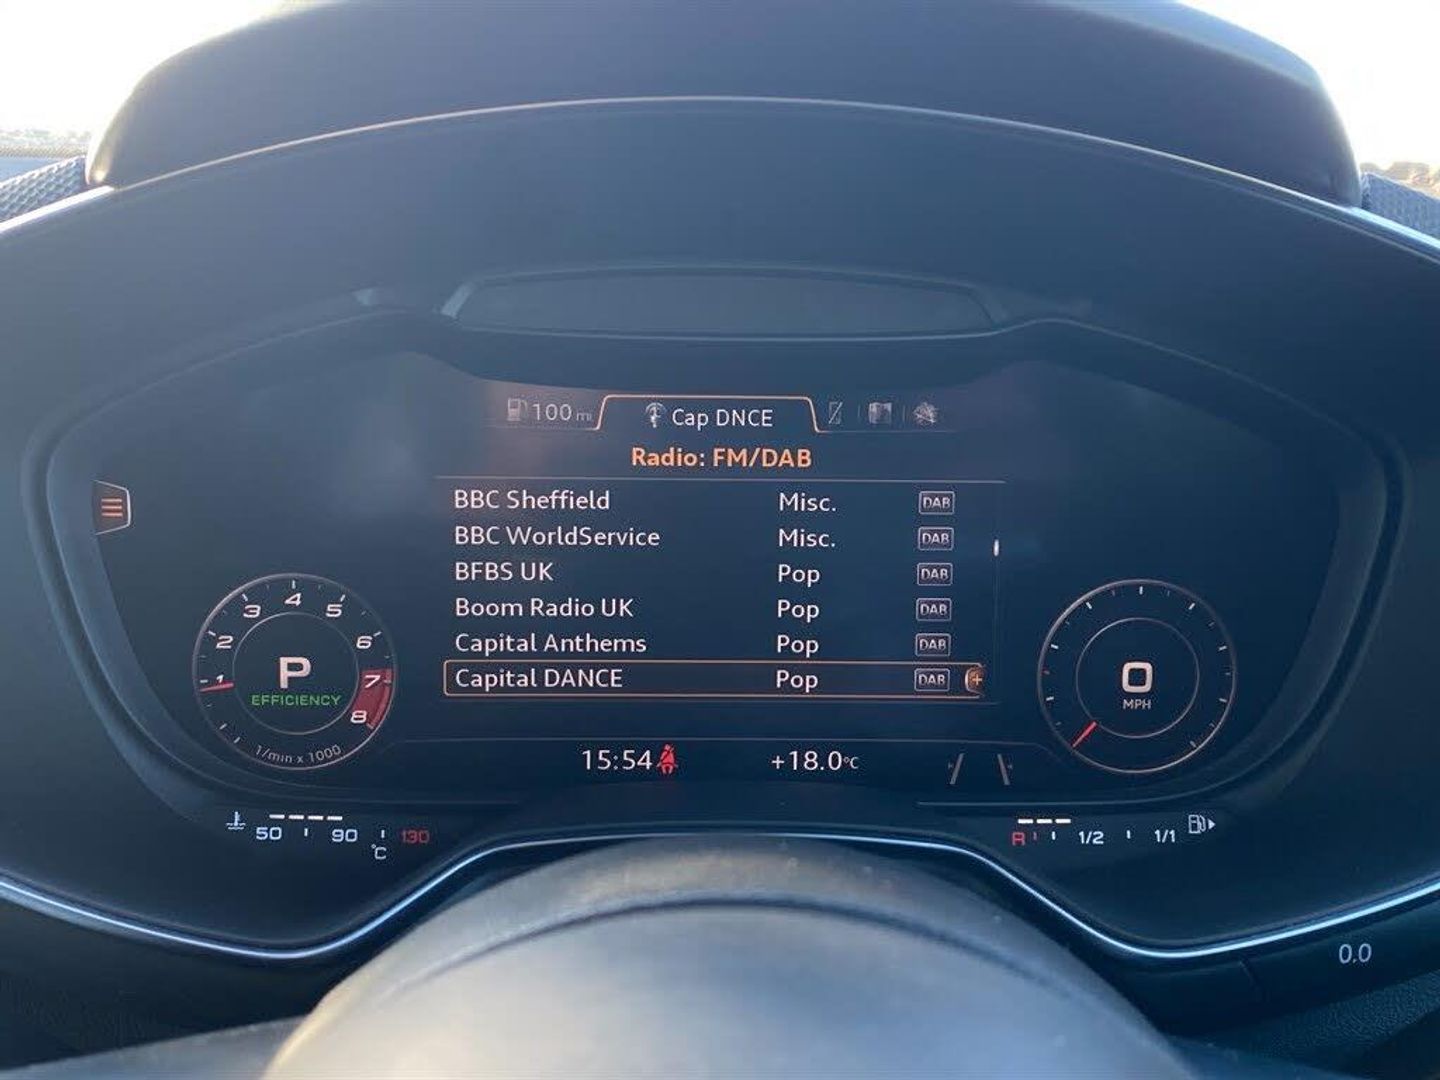 100 mi Cap DNCE
Radio: FM/DAB
BBC Sheffield Misc. DAB
BBC WorldService Misc. DAB
BFBS UK Pop DAB
Boom Radio UK Pop DAB
Capital Anthems Pop DAB
Capital DANCE Pop DAB
1 2 3 4 5 6 7 8
P
EFFICIENCY
1/min x 1000
0
MPH
15:54 +18.0°C
50 90 130
°C
R 1/2 1/1
0.0